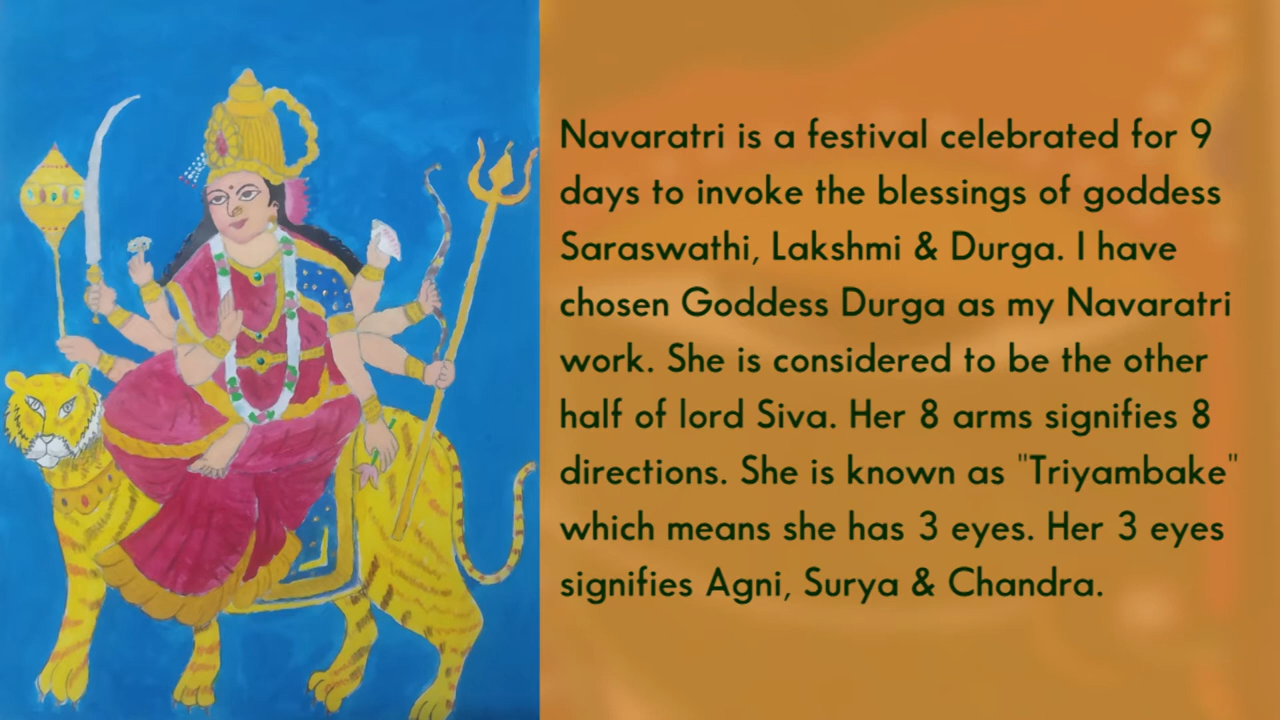 Navaratri is a festival celebrated for 9
days to invoke the blessings of goddess
Saraswathi, Lakshmi & Durga. I have
chosen Goddess Durga as my Navaratri
work. She is considered to be the other
half of lord Siva. Her 8 arms signifies 8
directions. She is known as "Triyambake"
which means she has 3 eyes. Her 3 eyes
signifies Agni, Surya & Chandra.